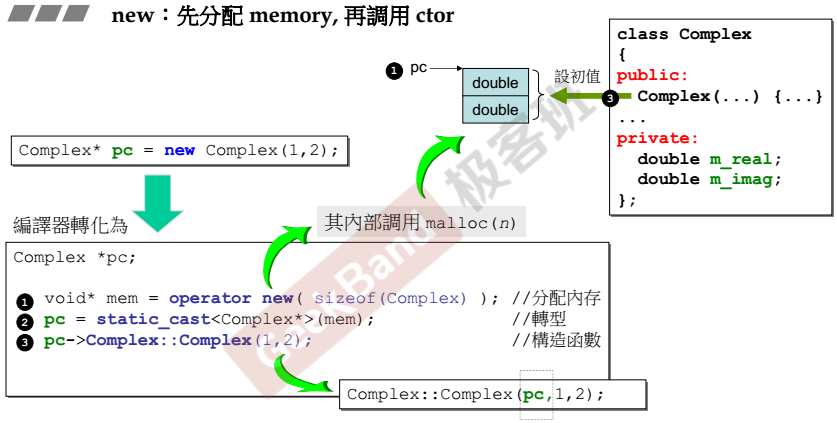 new：先分配 memory, 再調用 ctor
class Complex
{
public:
Complex(...) {...}
...
private:
double m_real;
double m_imag;
};
1 pc
double
double
設初值
3
Complex* pc = new Complex(1,2);
編譯器轉化為
其內部調用 malloc(n)
Complex *pc;
1 void* mem = operator new( sizeof(Complex) ); //分配內存
2 pc = static_cast<Complex*>(mem); //轉型
3 pc->Complex::Complex(1,2); //構造函數
Complex::Complex(pc,1,2);
GeekBand 极客班